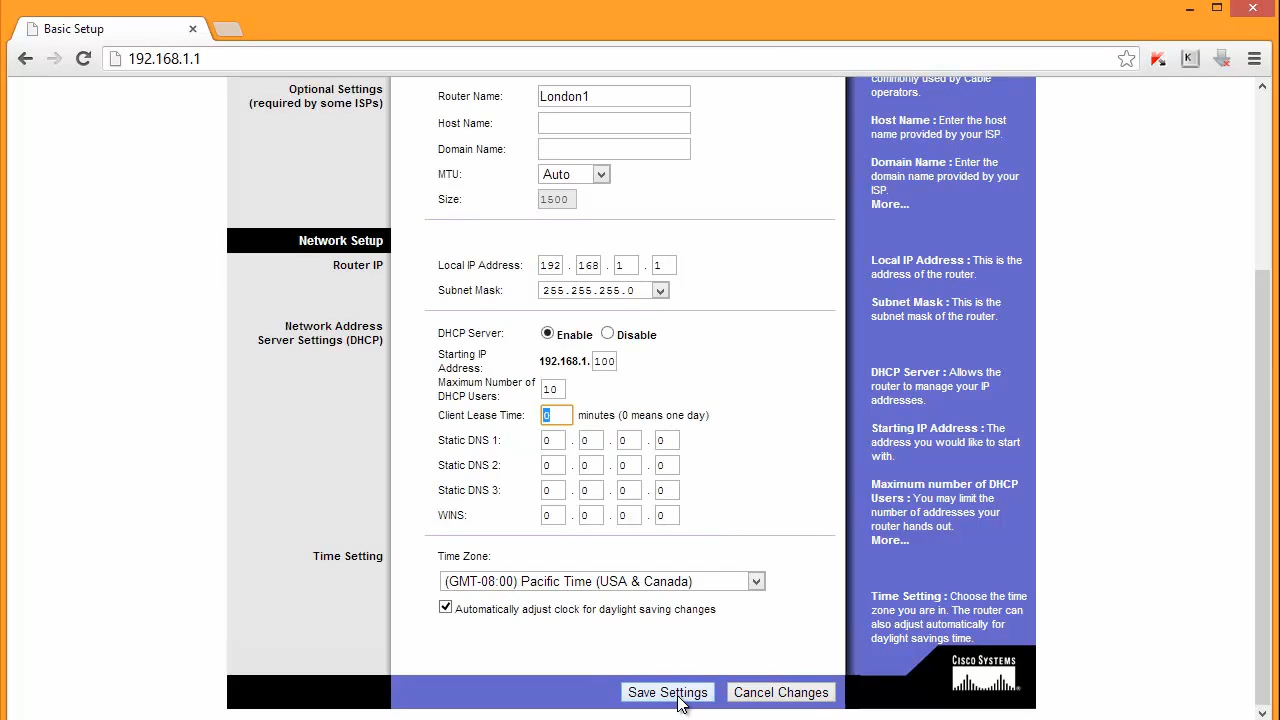 Basic Setup
192.168.1.1
K
Optional Settings
(required by some ISPs)
Router Name: London1
Host Name:
Domain Name:
MTU: Auto
Size: 1500
Network Setup
Router IP
Local IP Address: 192 . 168 . 1 . 1
Subnet Mask: 255.255.255.0
Network Address
Server Settings (DHCP)
DHCP Server: Enable Disable
Starting IP
Address: 192.168.1. 100
Maximum Number of
DHCP Users: 10
Client Lease Time: 0 minutes (0 means one day)
Static DNS 1: 0 . 0 . 0 . 0
Static DNS 2: 0 . 0 . 0 . 0
Static DNS 3: 0 . 0 . 0 . 0
WINS: 0 . 0 . 0 . 0
Time Setting
Time Zone:
(GMT-08:00) Pacific Time (USA & Canada)
Automatically adjust clock for daylight saving changes
Save Settings Cancel Changes
commonly used by Cable
operators.
Host Name : Enter the host
name provided by your ISP.
Domain Name : Enter the
domain name provided by your
ISP.
More...
Local IP Address : This is the
address of the router.
Subnet Mask : This is the
subnet mask of the router.
DHCP Server : Allows the
router to manage your IP
addresses.
Starting IP Address : The
address you would like to start
with.
Maximum number of DHCP
Users : You may limit the
number of addresses your
router hands out.
More...
Time Setting : Choose the time
zone you are in. The router can
also adjust automatically for
daylight savings time.
CISCO SYSTEMS